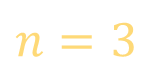 n = 3